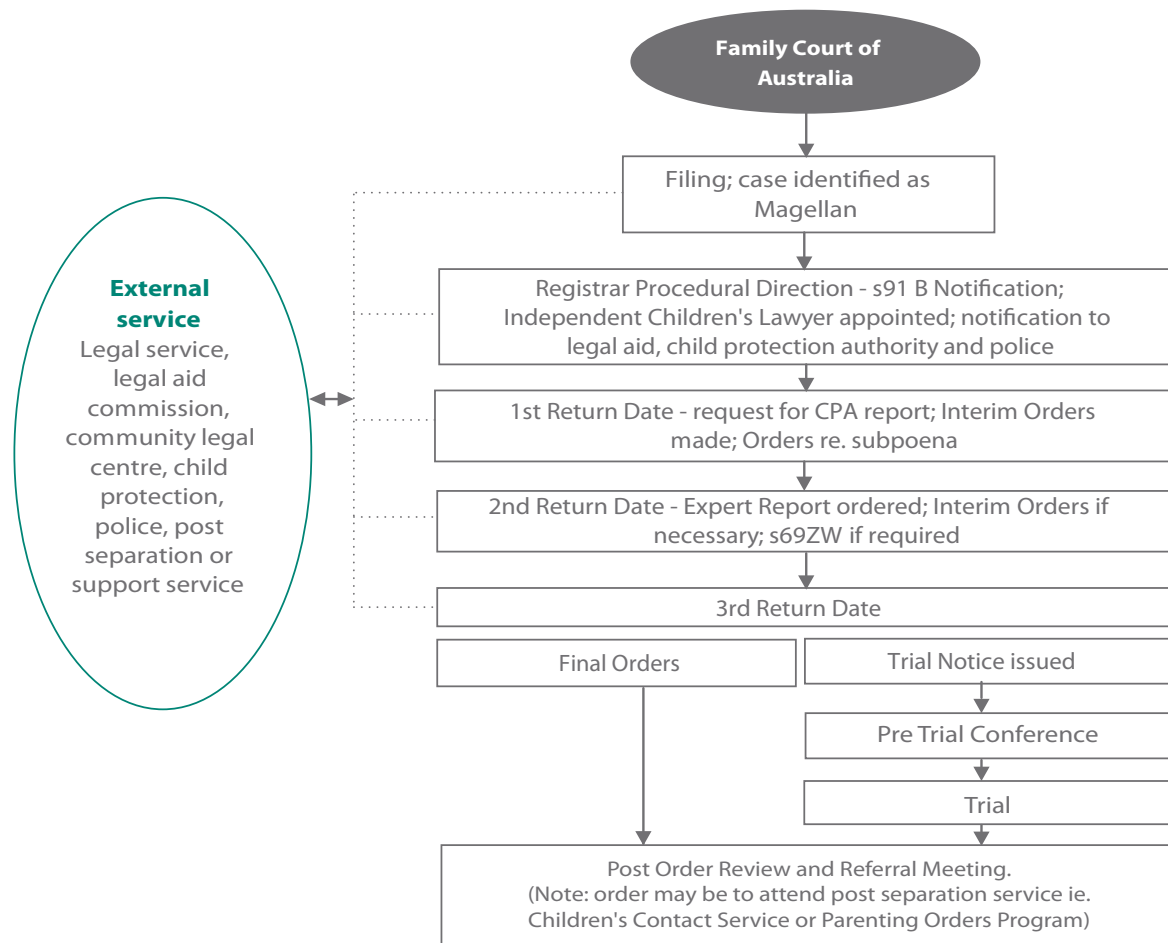 Family Court of
Australia
Filing; case identified as
Magellan
External
service
Legal service,
legal aid
commission,
community legal
centre, child
protection,
police, post
separation or
support service
Registrar Procedural Direction - s91 B Notification;
Independent Children's Lawyer appointed; notification to
legal aid, child protection authority and police
1st Return Date - request for CPA report; Interim Orders
made; Orders re. subpoena
2nd Return Date - Expert Report ordered; Interim Orders if
necessary; s69ZW if required
3rd Return Date
Final Orders
Trial Notice issued
Pre Trial Conference
Trial
Post Order Review and Referral Meeting.
(Note: order may be to attend post separation service ie.
Children's Contact Service or Parenting Orders Program)